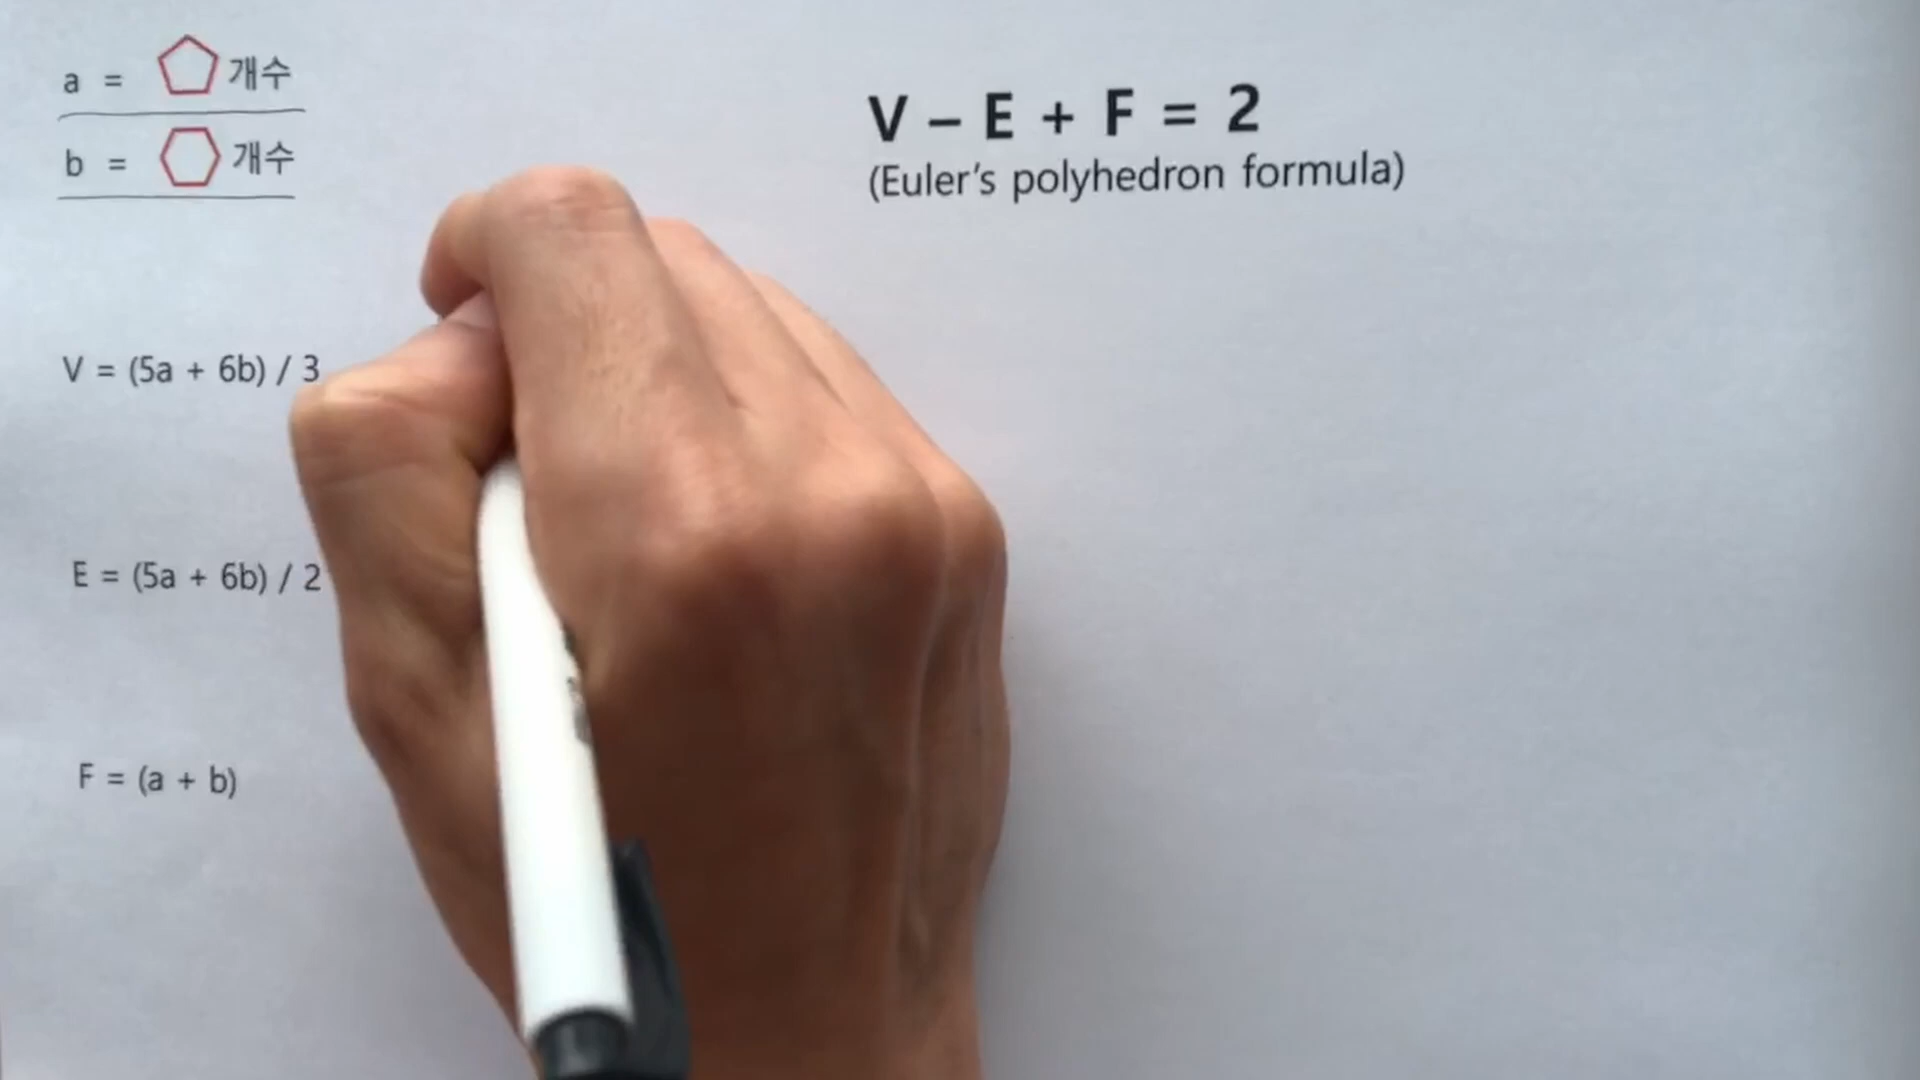 a = 개수
b = 개수
V – E + F = 2
(Euler's polyhedron formula)
V = (5a + 6b) / 3
E = (5a + 6b) / 2
F = (a + b)